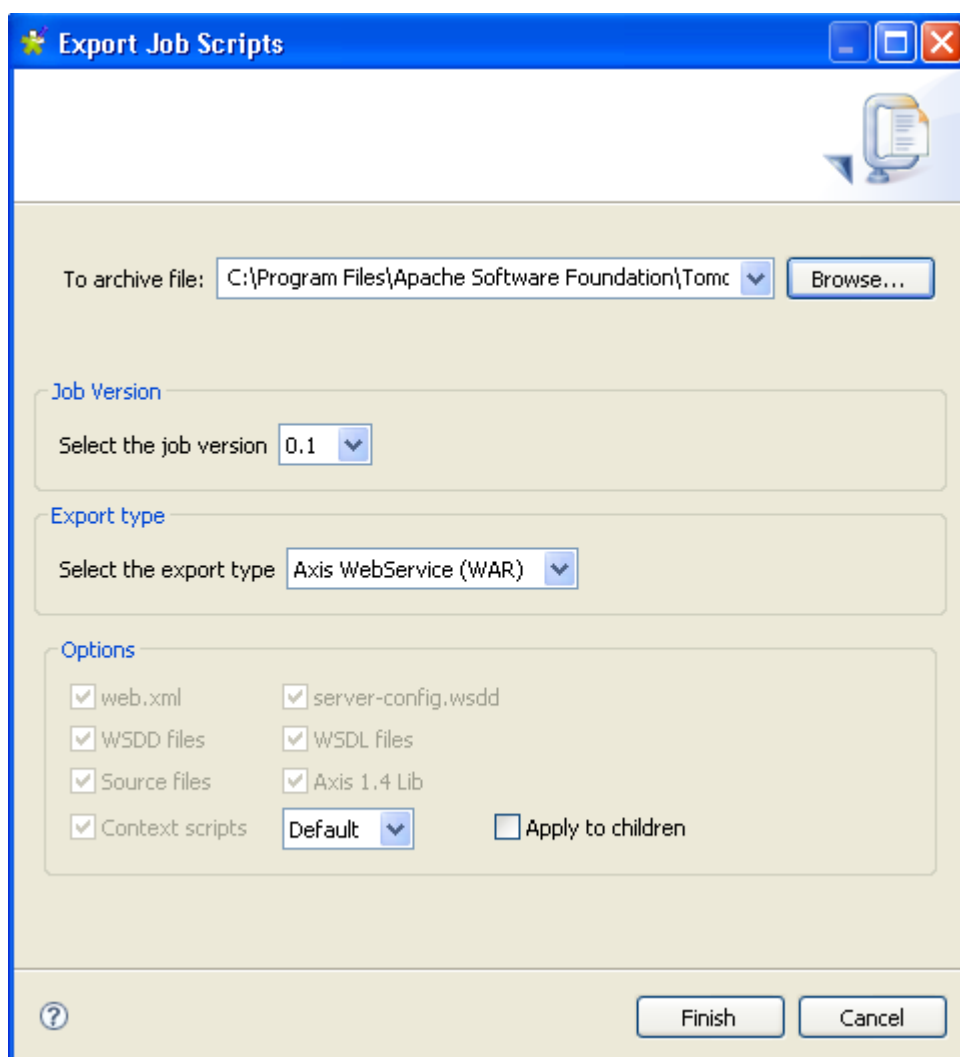 Export Job Scripts
To archive file: C:\Program Files\Apache Software Foundation\Tomc Browse...
Job Version
Select the job version 0.1
Export type
Select the export type Axis WebService (WAR)
Options
web.xml server-config.wsdd
WSDD files WSDL files
Source files Axis 1.4 Lib
Context scripts Default Apply to children
? Finish Cancel